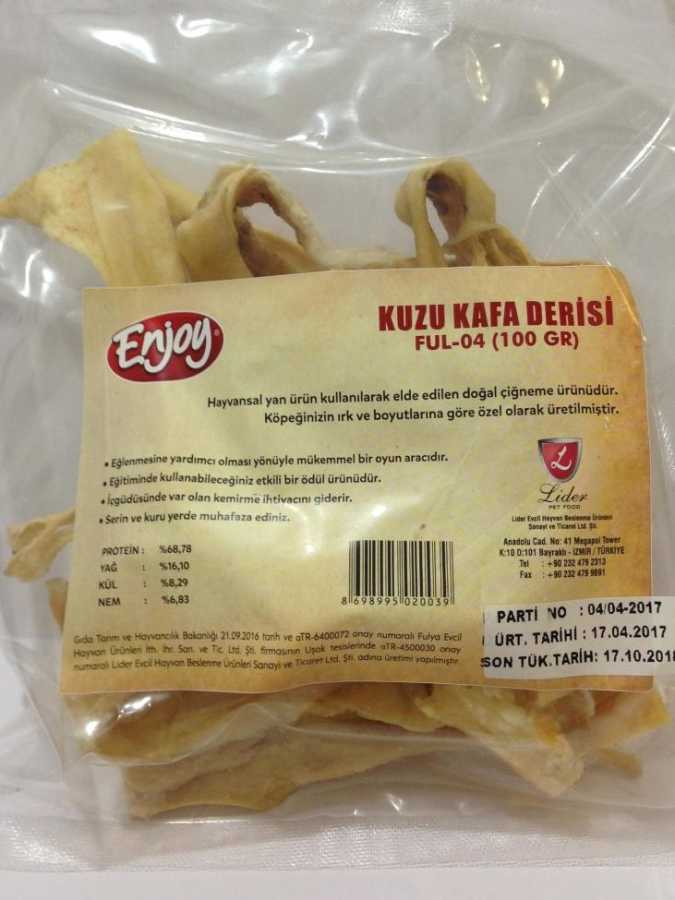 Enjoy
KUZU KAFA DERİSİ
FUL-04 (100 GR)
Hayvansal yan ürün kullanılarak elde edilen doğal çiğneme ürünüdür.
Köpeğinizin ırk ve boyutlarına göre özel olarak üretilmiştir.
• Eğlenmesine yardımcı olması yönüyle mükemmel bir oyun aracıdır.
• Eğitiminde kullanabileceğiniz etkili bir ödül ürünüdür.
• İçgüdüsünde var olan kemirme ihtivacını giderir.
• Serin ve kuru yerde muhafaza ediniz.
L
Lider
PET FOOD
Lider Evcil Hayvan Beslenme Ürünleri
Sanayi ve Ticaret Ltd. Şti.
Anadolu Cad. No: 41 Megapol Tower
K:10 D:101 Bayraklı - İZMİR / TÜRKİYE
Tel : +90 232 479 2313
Fax : +90 232 479 9891
PROTEİN : %68,78
YAĞ : %16,10
KÜL : %8,29
NEM : %6,83
8 698995 020039
Gıda Tarım ve Hayvancılık Bakanlığı 21.09.2016 tarih ve αTR-6400072 onay numaralı Fulya Evcil
Hayvan Ürünleri İth. İhr. San. ve Tic. Ltd. Şti. firmasının Uşak tesislerinde αTR-4500030 onay
numaralı Lider Evcil Hayvan Beslenme Ürünleri Sanayi ve Ticaret Ltd. Şti. adına üretimi yapılmıştır.
PARTİ NO : 04/04-2017
ÜRT. TARİHİ : 17.04.2017
SON TÜK.TARİH: 17.10.2018